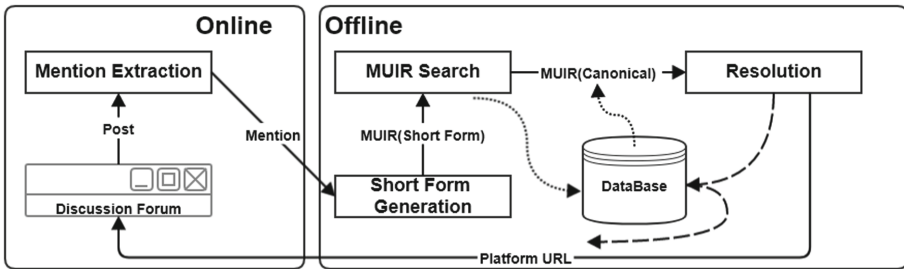 Online
Offline
Mention Extraction
MUIR Search
MUIR(Canonical)
Resolution
Post
Mention
MUIR(Short Form)
Short Form
Generation
DataBase
Discussion Forum
Platform URL